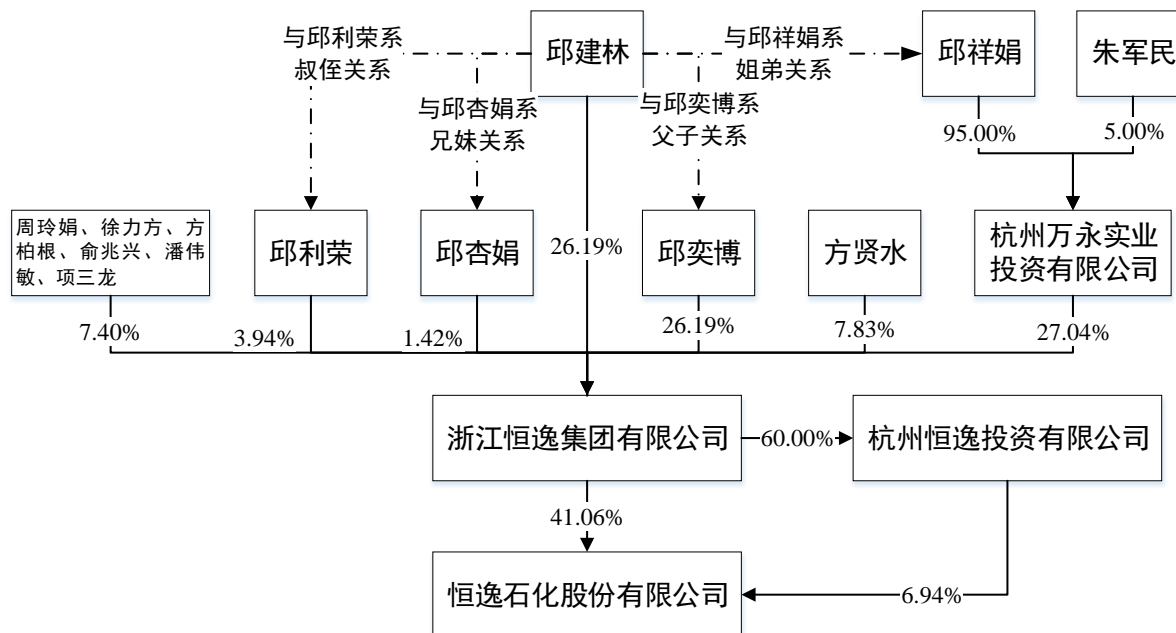 与邱利荣系
叔侄关系
邱建林
与邱祥娟系
姐弟关系
邱祥娟
朱军民
与邱杏娟系
兄妹关系
与邱奕博系
父子关系
95.00%
5.00%
周玲娟、徐力方、方
柏根、俞兆兴、潘伟
敏、项三龙
邱利荣
邱杏娟
26.19%
邱奕博
方贤水
杭州万永实业
投资有限公司
7.40%
3.94%
1.42%
26.19%
7.83%
27.04%
浙江恒逸集团有限公司
60.00%
杭州恒逸投资有限公司
41.06%
恒逸石化股份有限公司
6.94%